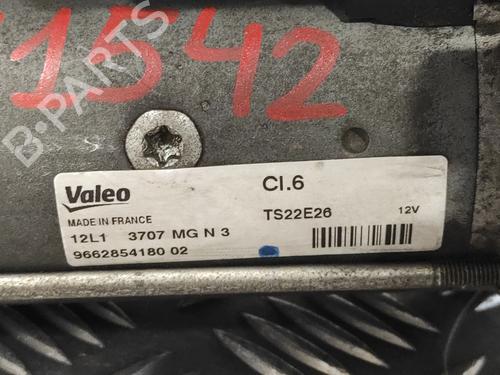 1542
B-PARTS
Valeo
Cl.6
MADE IN FRANCE
TS22E26
12V
12L1 3707 MG N 3
9662854180 02